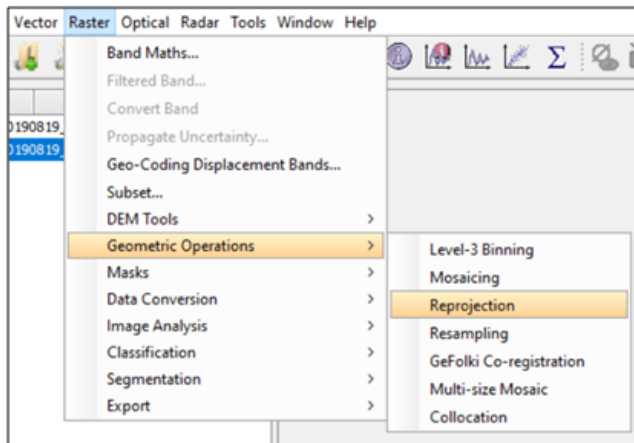 Vector Raster Optical Radar Tools Window Help
Band Maths...
Filtered Band...
Convert Band
Propagate Uncertainty...
Geo-Coding Displacement Bands...
Subset...
DEM Tools
Geometric Operations
Masks
Data Conversion
Image Analysis
Classification
Segmentation
Export
0190819_
0190819_
Level-3 Binning
Mosaicing
Reprojection
Resampling
GeFolki Co-registration
Multi-size Mosaic
Collocation